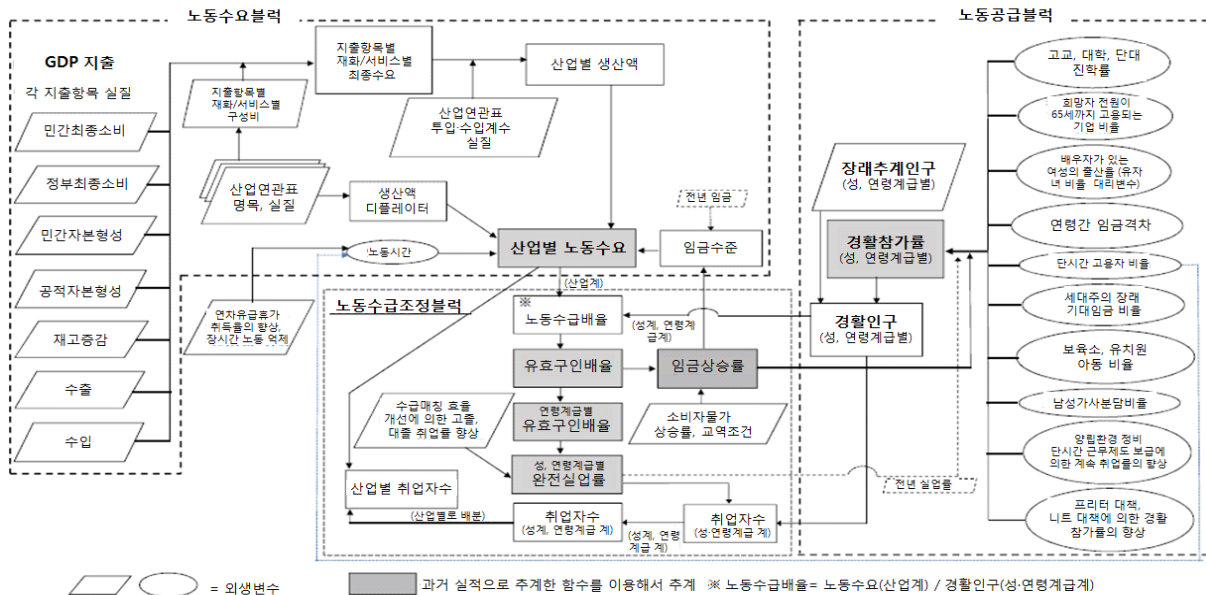 노동수요블럭
노동공급블럭
GDP 지출
각 지출항목 실질
민간최종소비
정부최종소비
민간자본형성
공적자본형성
재고증감
수출
수입
지출항목별
재화/서비스별
구성비
지출항목별
재화/서비스별
최종수요
산업연관표
투입·수입계수
실질
산업별 생산액
산업연관표
명목, 실질
생산액
디플레이터
노동시간
산업별 노동수요
전년 임금
임금수준
(산업계)
연차유급휴가
취득율의 향상,
장시간 노동 억제
노동수급조정블럭
※
노동수급배율
(성계, 연령계
급계)
유효구인배율
임금상승률
연령계급별
유효구인배율
수급매칭 효율
개선에 의한 고졸,
대졸 취업률 향상
소비자물가
상승률, 교역조건
성, 연령계급별
완전실업률
산업별 취업자수
(산업별로 배분)
취업자수
(성계, 연령계급 계)
(성계, 연령계
급 계)
취업자수
(성·연령계급 계)
장래추계인구
(성, 연령계급별)
경활참가률
(성, 연령계급별)
경활인구
(성, 연령계급별)
전년 실업률
고교, 대학, 단대
진학률
희망자 전원이
65세까지 고용되는
기업 비율
배우자가 있는
여성의 출산율 (유자
녀 비율 대리변수)
연령간 임금격차
단시간 고용자 비율
세대주의 장래
기대임금 비율
보육소, 유치원
아동 비율
남성가사분담비율
양립환경 정비
단시간 근무제도 보급에
의한 계속 취업률의 향상
프리터 대책,
니트 대책에 의한 경활
참가률의 향상
= 외생변수
과거 실적으로 추계한 함수를 이용해서 추계 ※ 노동수급배율= 노동수요(산업계) / 경활인구(성·연령계급계)